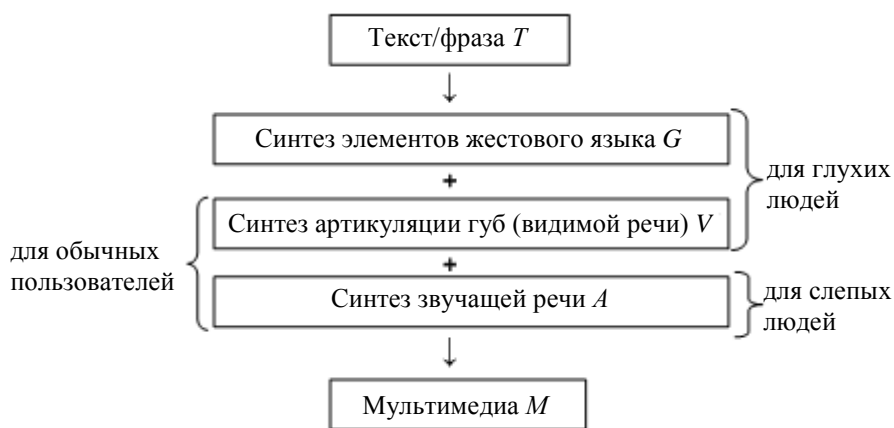 Текст/фраза T
↓
Синтез элементов жестового языка G
+
для глухих
людей
Синтез артикуляции губ (видимой речи) V
для обычных
пользователей
+
Синтез звучащей речи A
для слепых
людей
↓
Мультимедиа M